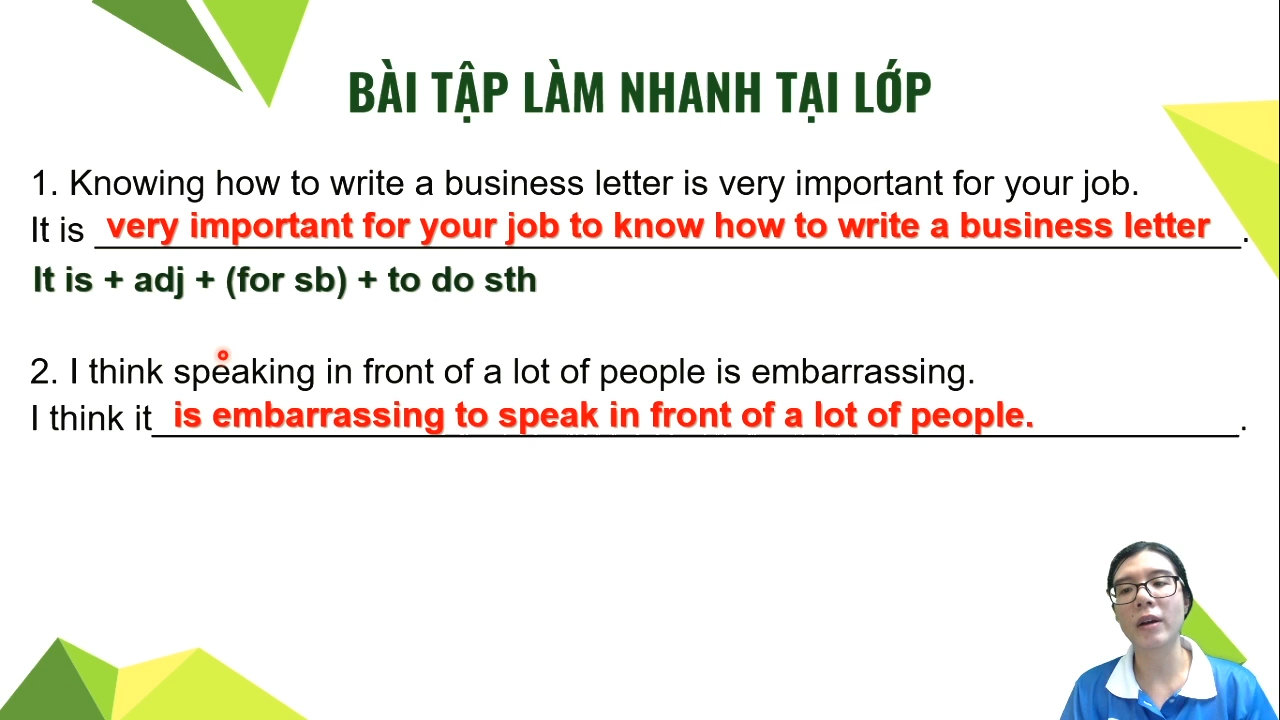 BÀI TẬP LÀM NHANH TẠI LỚP
1. Knowing how to write a business letter is very important for your job.
It is very important for your job to know how to write a business letter.
It is + adj + (for sb) + to do sth
2. I think speaking in front of a lot of people is embarrassing.
I think it is embarrassing to speak in front of a lot of people. .